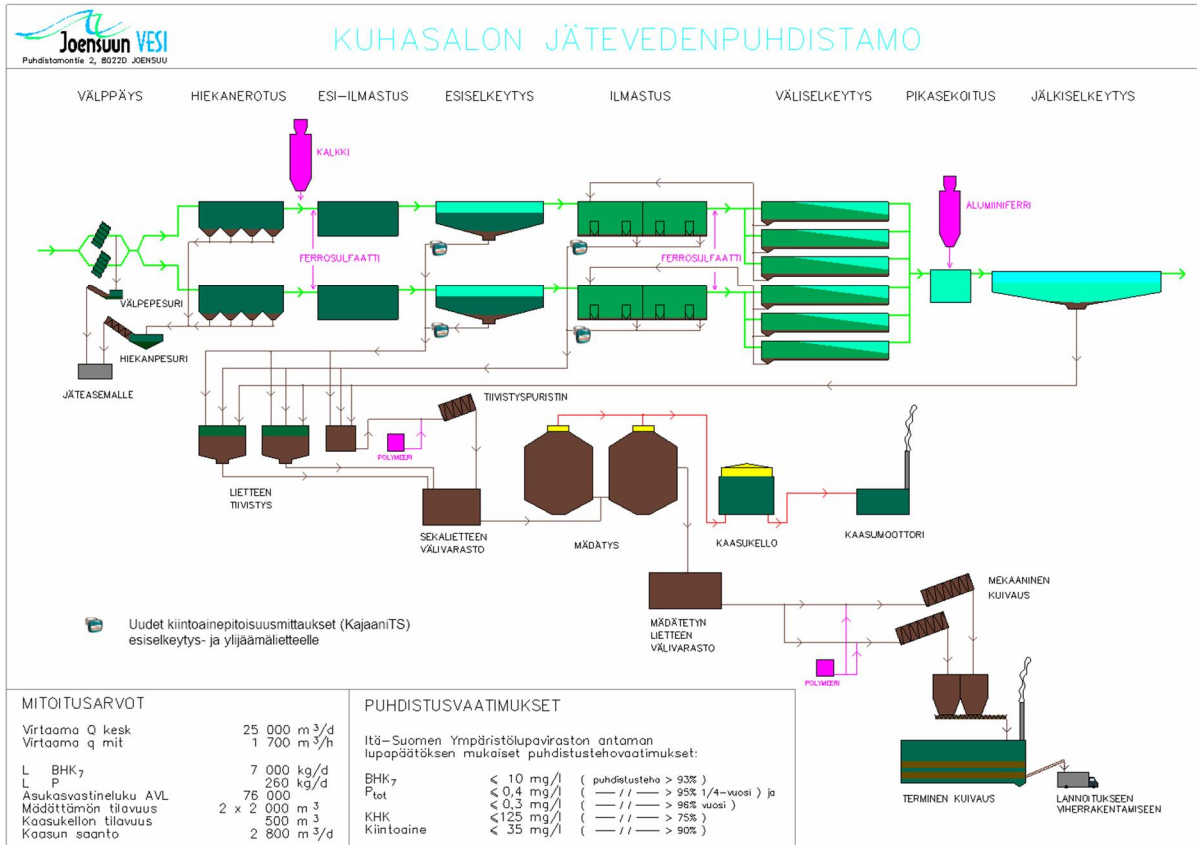 Joensuun VESI
Puhdistamontie 2, 80220 JOENSUU
KUHASALON JÄTEVEDENPUHDISTAMO
VÄLPPÄYS
HIEKANEROTUS
ESI-ILMASTUS
ESISELKEYTYS
ILMASTUS
VÄLISELKEYTYS
PIKASEKOITUS
JÄLKISELKEYTYS
KALKKI
ALUMIINIFERRI
FERROSULFAATTI
FERROSULFAATTI
VÄLPEPESURI
HIEKANPESURI
JÄTEASEMALLE
TIIVISTYSPURISTIN
POLYMEERI
LIETTEEN
TIIVISTYS
SEKALIETTEEN
VÄLIVARASTO
MÄDÄTYS
KAASUKELLO
KAASUMOOTTORI
MÄDÄTETYN
LIETTEEN
VÄLIVARASTO
MEKAANINEN
KUIVAUS
POLYMEERI
TERMINEN KUIVAUS
LANNOITUKSEEN
VIHERRAKENTAMISEEN
Uudet kiintoainepitoisuusmittaukset (KajaaniTS)
esiselkeytys- ja ylijäämälietteelle
MITOITUSARVOT
Virtaama Q kesk 25 000 m³/d
Virtaama q mit 1 700 m³/h
L BHK₇ 7 000 kg/d
L P 260 kg/d
Asukasvastineluku AVL 76 000
Mädättämön tilavuus 2 x 2 000 m³
Kaasukellon tilavuus 500 m³
Kaasun saanto 2 800 m³/d
PUHDISTUSVAATIMUKSET
Itä-Suomen Ympäristölupaviraston antaman
lupapäätöksen mukaiset puhdistustehovaatimukset:
BHK₇ ≤ 10 mg/l ( puhdistusteho > 93% )
P tot ≤ 0,4 mg/l ( — // — > 95% 1/4-vuosi ) ja
≤ 0,3 mg/l ( — // — > 96% vuosi )
KHK ≤125 mg/l ( — // — > 75% )
Kiintoaine ≤ 35 mg/l ( — // — > 90% )